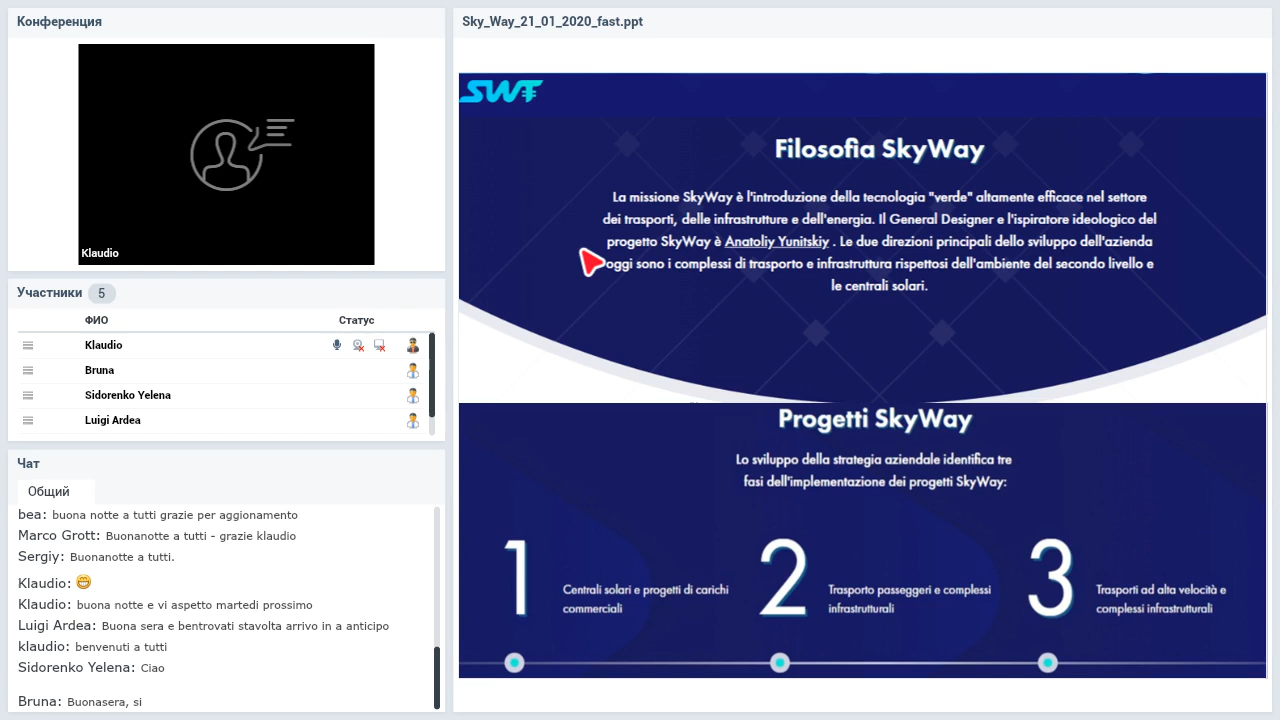 Конференция
Klaudio
Участники 5
ФИО Статус
Klaudio
Bruna
Sidorenko Yelena
Luigi Ardea
Чат
Общий
bea: buona notte a tutti grazie per aggionamento
Marco Grott: Buonanotte a tutti - grazie klaudio
Sergiy: Buonanotte a tutti.
Klaudio:
Klaudio: buona notte e vi aspetto martedi prossimo
Luigi Ardea: Buona sera e bentrovati stavolta arrivo in a anticipo
klaudio: benvenuti a tutti
Sidorenko Yelena: Ciao
Bruna: Buonasera, si
Sky_Way_21_01_2020_fast.ppt
SWT
Filosofia SkyWay
La missione SkyWay è l'introduzione della tecnologia "verde" altamente efficace nel settore
dei trasporti, delle infrastrutture e dell'energia. Il General Designer e l'ispiratore ideologico del
progetto SkyWay è Anatoliy Yunitskiy . Le due direzioni principali dello sviluppo dell'azienda
oggi sono i complessi di trasporto e infrastruttura rispettosi dell'ambiente del secondo livello e
le centrali solari.
Progetti SkyWay
Lo sviluppo della strategia aziendale identifica tre
fasi dell'implementazione dei progetti SkyWay:
1
Centrali solari e progetti di carichi
commerciali
2
Trasporto passeggeri e complessi
infrastrutturali
3
Trasporti ad alta velocità e
complessi infrastrutturali